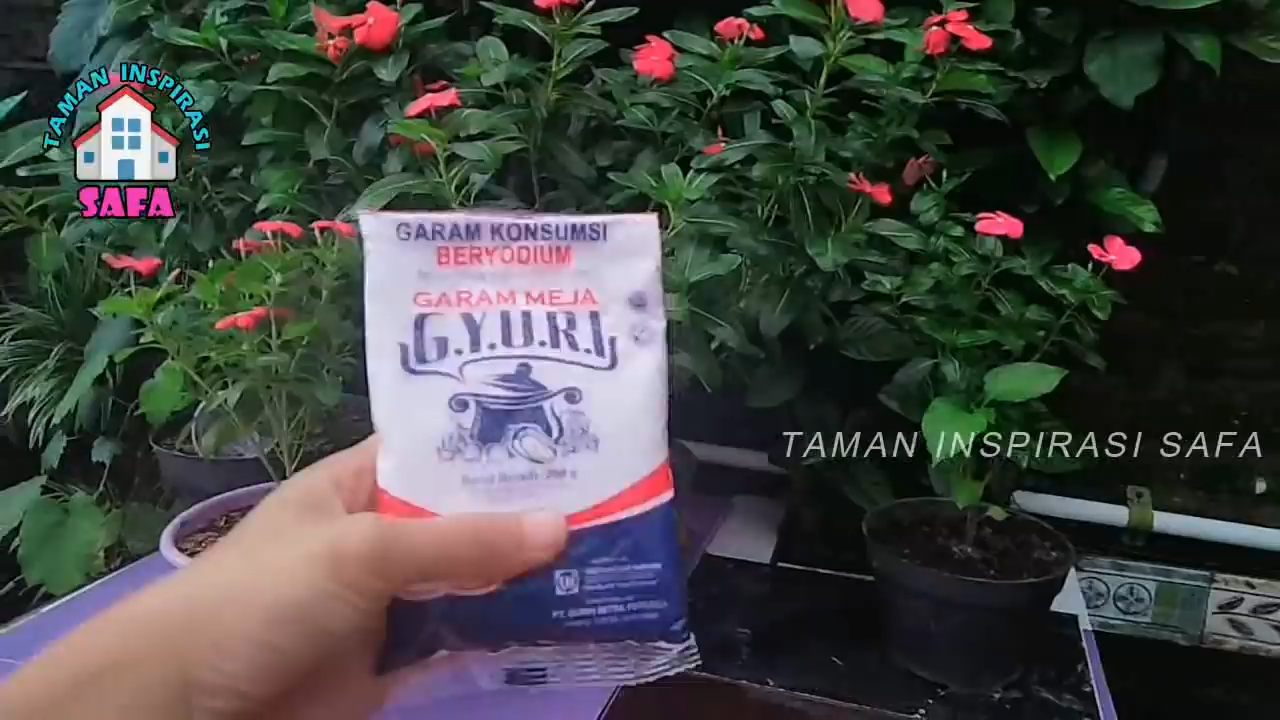 TAMAN INSPIRASI
SAFA
GARAM KONSUMSI
BERYODIUM
GARAM MEJA
G.Y.U.R.I
TAMAN INSPIRASI SAFA